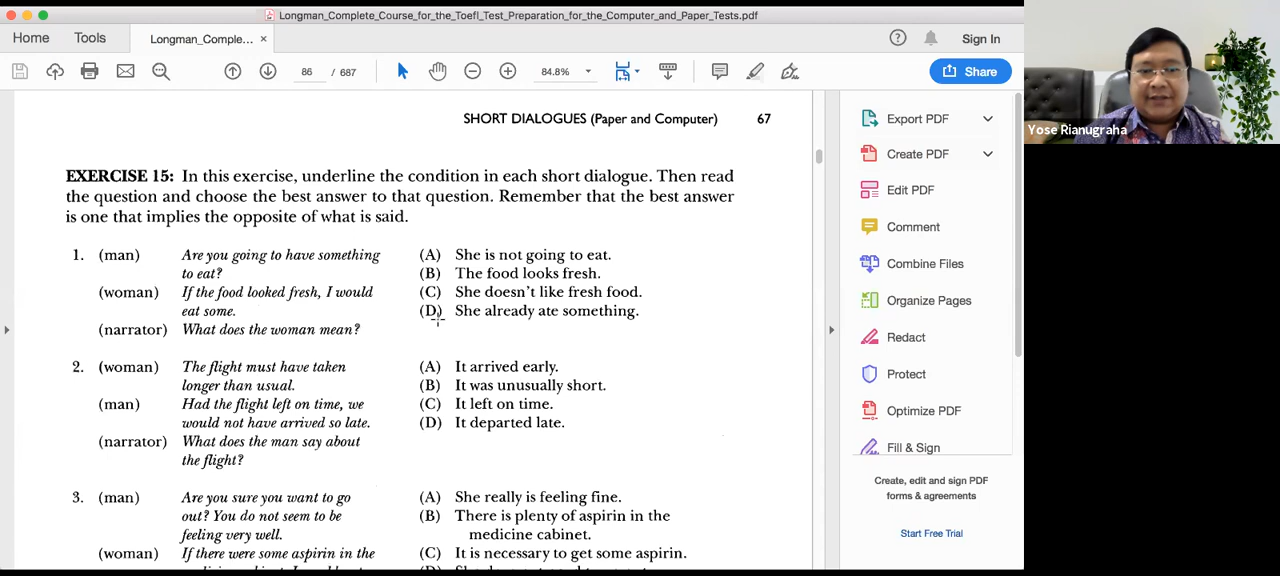 Longman_Complete_Course_for_the_Toefl_Test_Preparation_for_the_Computer_and_Paper_Tests.pdf
Home Tools Longman_Comple... × Sign In
86 / 687 84.8% Share
SHORT DIALOGUES (Paper and Computer) 67
EXERCISE 15: In this exercise, underline the condition in each short dialogue. Then read
the question and choose the best answer to that question. Remember that the best answer
is one that implies the opposite of what is said.
1. (man) Are you going to have something
to eat?
(woman) If the food looked fresh, I would
eat some.
(narrator) What does the woman mean?
(A) She is not going to eat.
(B) The food looks fresh.
(C) She doesn't like fresh food.
(D) She already ate something.
2. (woman) The flight must have taken
longer than usual.
(man) Had the flight left on time, we
would not have arrived so late.
(narrator) What does the man say about
the flight?
(A) It arrived early.
(B) It was unusually short.
(C) It left on time.
(D) It departed late.
3. (man) Are you sure you want to go
out? You do not seem to be
feeling very well.
(woman) If there were some aspirin in the
(A) She really is feeling fine.
(B) There is plenty of aspirin in the
medicine cabinet.
(C) It is necessary to get some aspirin.
Export PDF
Create PDF
Edit PDF
Comment
Combine Files
Organize Pages
Redact
Protect
Optimize PDF
Fill & Sign
Create, edit and sign PDF
forms & agreements
Start Free Trial
Yose Rianugraha